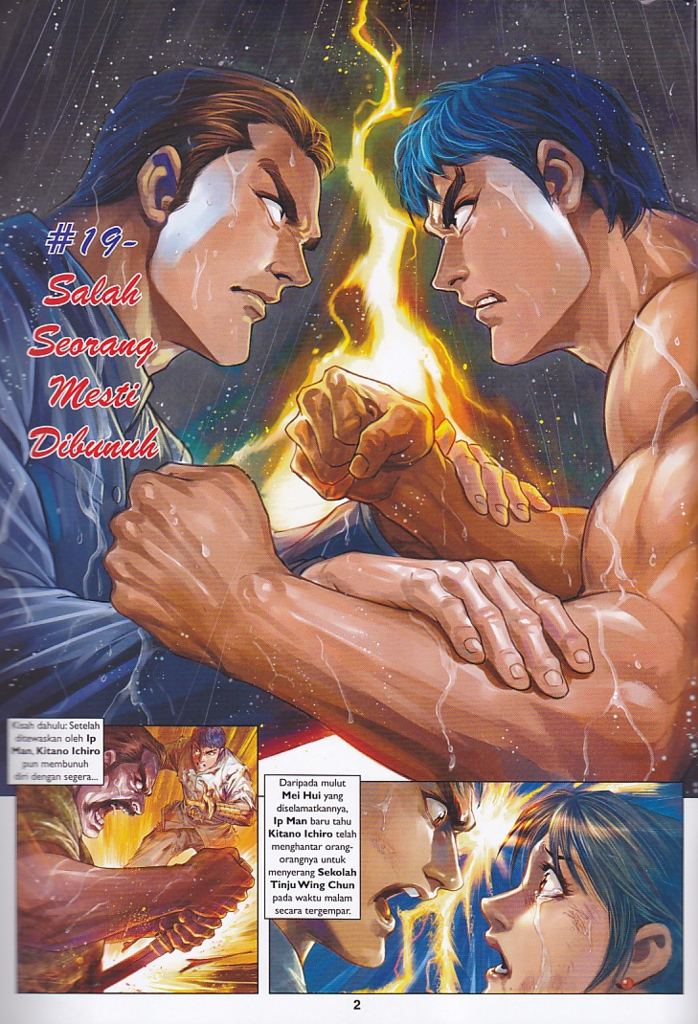 #19-
Salah
Seorang
Mesti
Dibunuh
Kisah dahulu: Setelah
ditewaskan oleh Ip
Man, Kitano Ichiro
pun membunuh
diri dengan segera...
Daripada mulut
Mei Hui yang
diselamatkannya,
Ip Man baru tahu
Kitano Ichiro telah
menghantar orang-
orangnya untuk
menyerang Sekolah
Tinju Wing Chun
pada waktu malam
secara tergempar.
2